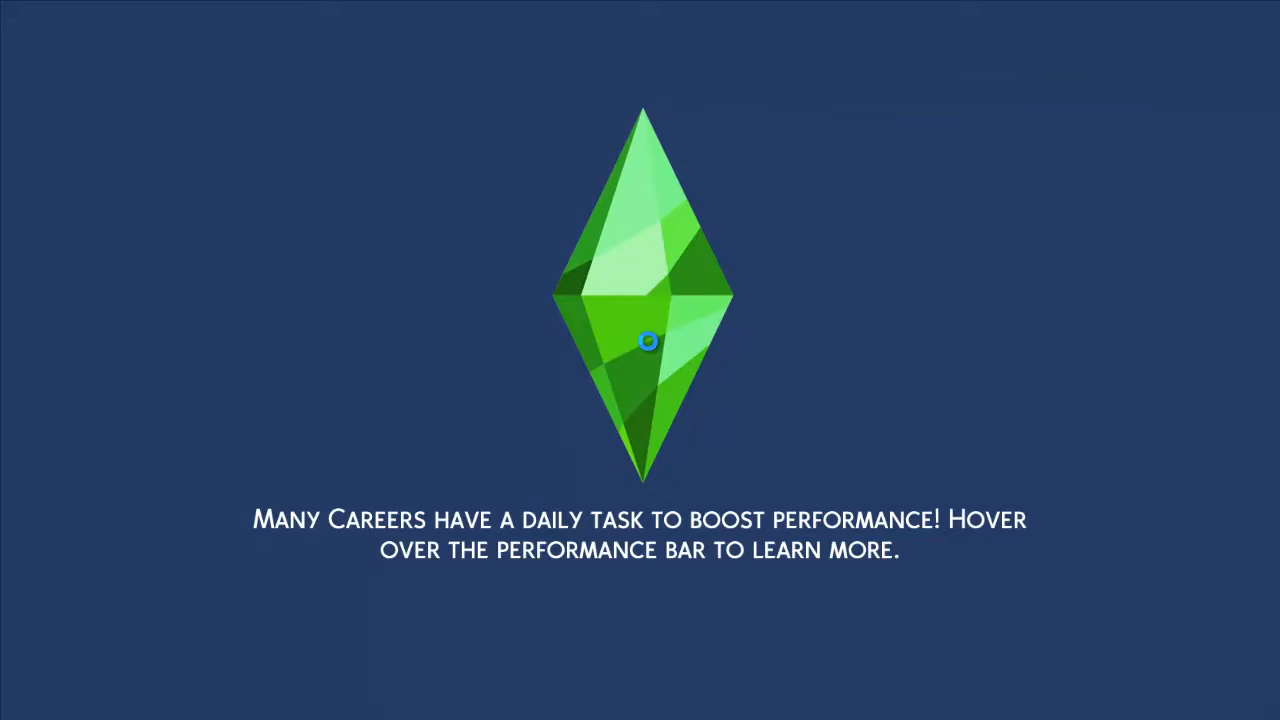 Many Careers have a daily task to boost performance! Hover
over the performance bar to learn more.